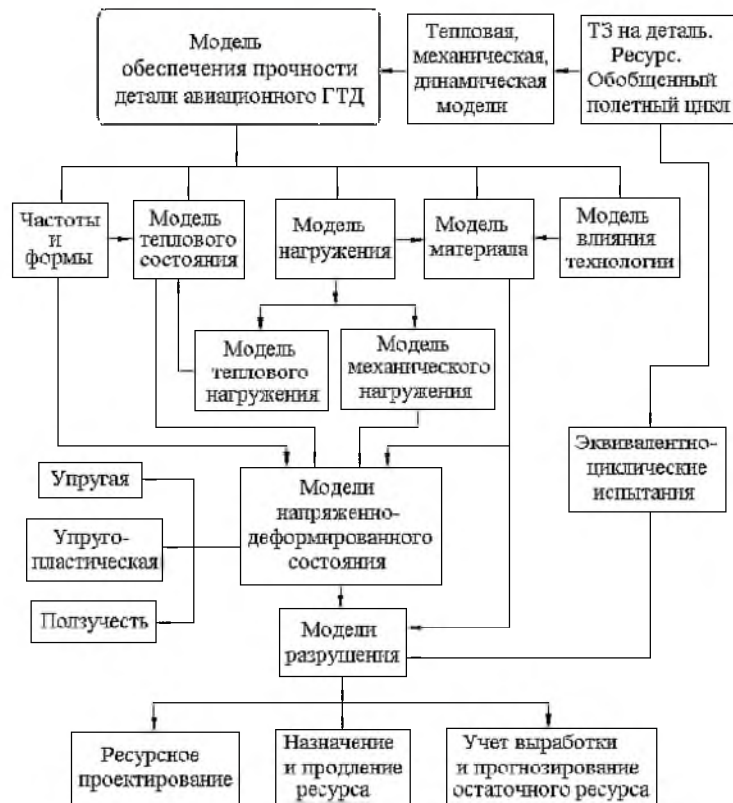 Модель
обеспечения прочности
детали авиационного ГТД
Тепловая,
механическая,
динамическая
модели
ТЗ на деталь.
Ресурс.
Обобщенный
полетный цикл
Частоты
и
формы
Модель
теплового
состояния
Модель
нагружения
Модель
материала
Модель
влияния
технологии
Модель
теплового
нагружения
Модель
механического
нагружения
Эквивалентно-
циклические
испытания
Упругая
Упруго-
пластическая
Ползучесть
Модели
напряженно-
деформированного
состояния
Модели
разрушения
Ресурсное
проектирование
Назначение
и продление
ресурса
Учет выработки
и прогнозирование
остаточного ресурса